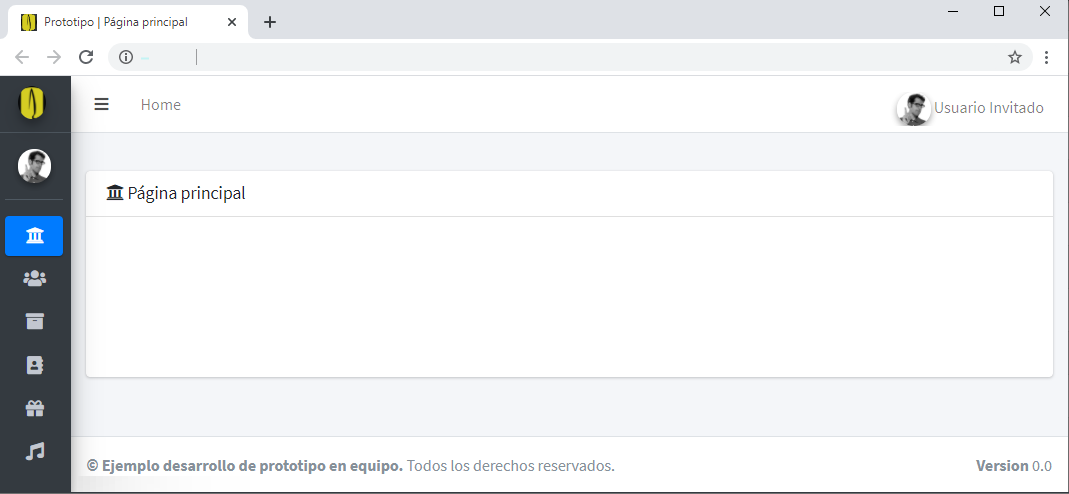 Prototipo | Página principal
Home
Usuario Invitado
Página principal
© Ejemplo desarrollo de prototipo en equipo. Todos los derechos reservados.
Version 0.0